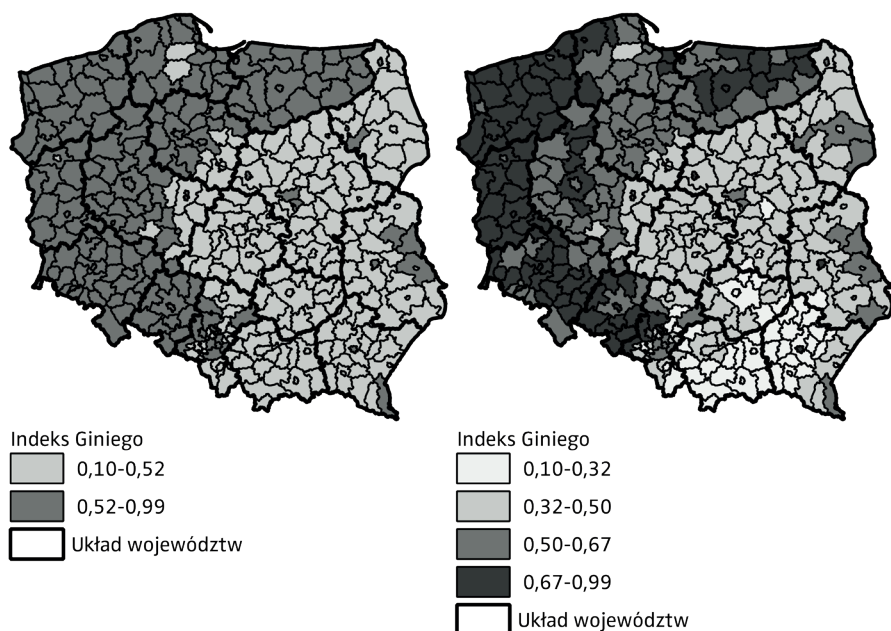 Indeks Giniego
0,10-0,52
0,52-0,99
Układ województw
Indeks Giniego
0,10-0,32
0,32-0,50
0,50-0,67
0,67-0,99
Układ województw